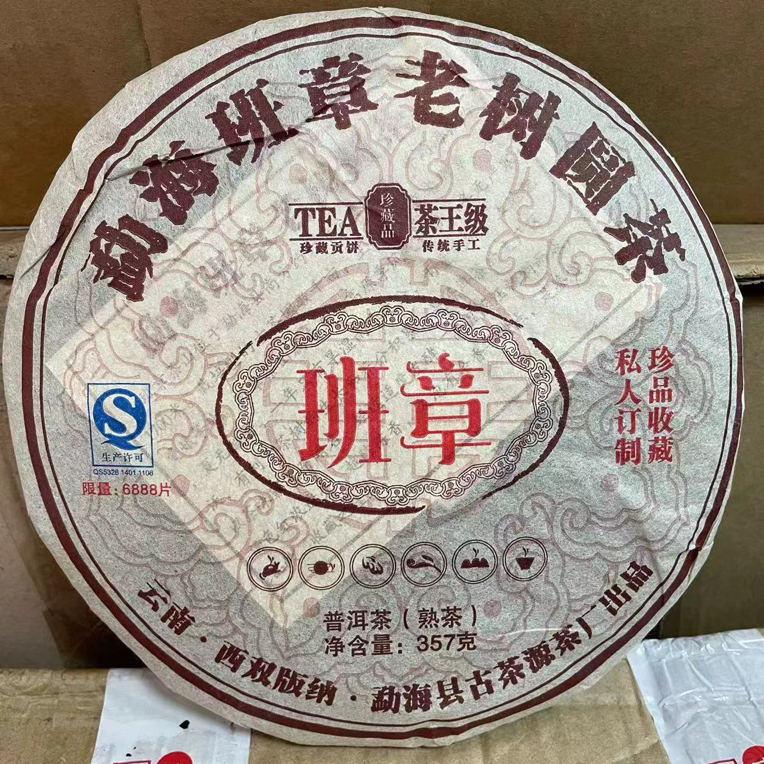 勐海班章老树圆茶
TEA
珍藏品
茶王级
珍藏贡饼
传统手工
班章
珍品收藏
私人订制
生产许可
QS5328 1401 1106
限量：6888片
普洱茶（熟茶）
净含量：357克
云南·西双版纳·勐海县古茶源茶厂出品